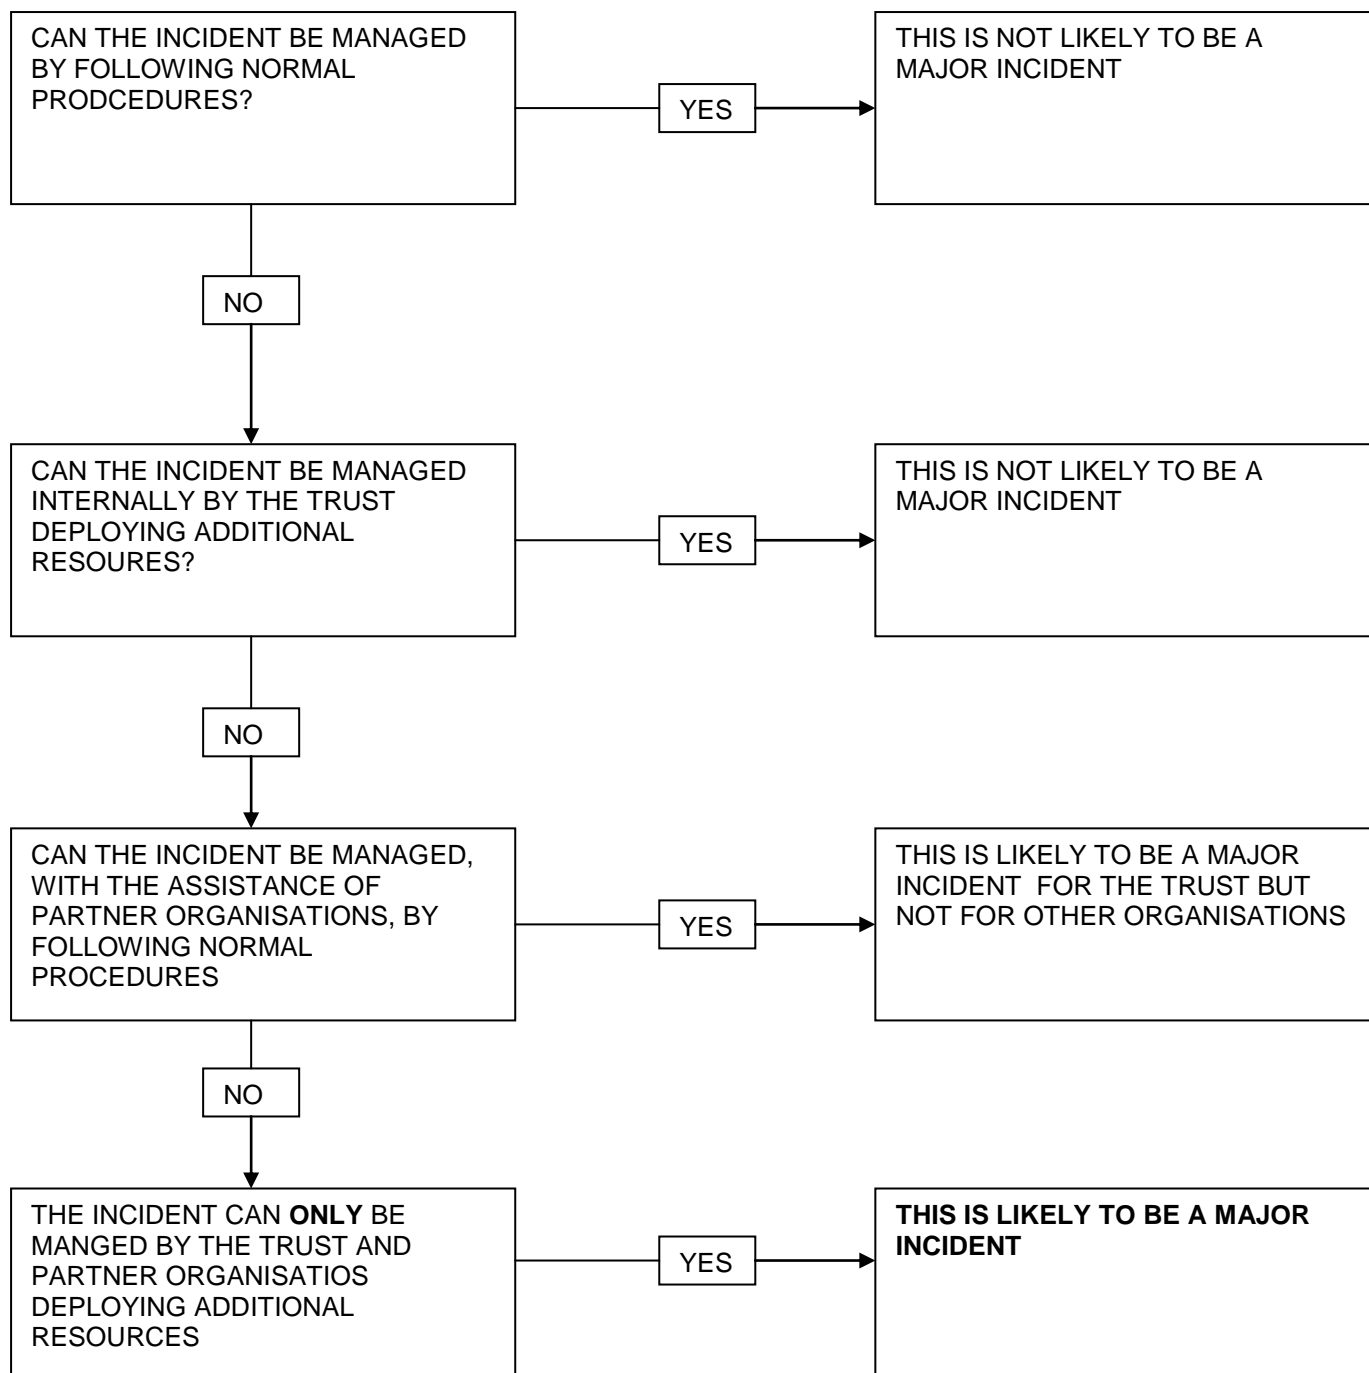 CAN THE INCIDENT BE MANAGED
BY FOLLOWING NORMAL
PRODCEDURES?
YES
THIS IS NOT LIKELY TO BE A
MAJOR INCIDENT
NO
CAN THE INCIDENT BE MANAGED
INTERNALLY BY THE TRUST
DEPLOYING ADDITIONAL
RESOURES?
YES
THIS IS NOT LIKELY TO BE A
MAJOR INCIDENT
NO
CAN THE INCIDENT BE MANAGED,
WITH THE ASSISTANCE OF
PARTNER ORGANISATIONS, BY
FOLLOWING NORMAL
PROCEDURES
YES
THIS IS LIKELY TO BE A MAJOR
INCIDENT  FOR THE TRUST BUT
NOT FOR OTHER ORGANISATIONS
NO
THE INCIDENT CAN ONLY BE
MANGED BY THE TRUST AND
PARTNER ORGANISATIOS
DEPLOYING ADDITIONAL
RESOURCES
YES
THIS IS LIKELY TO BE A MAJOR
INCIDENT